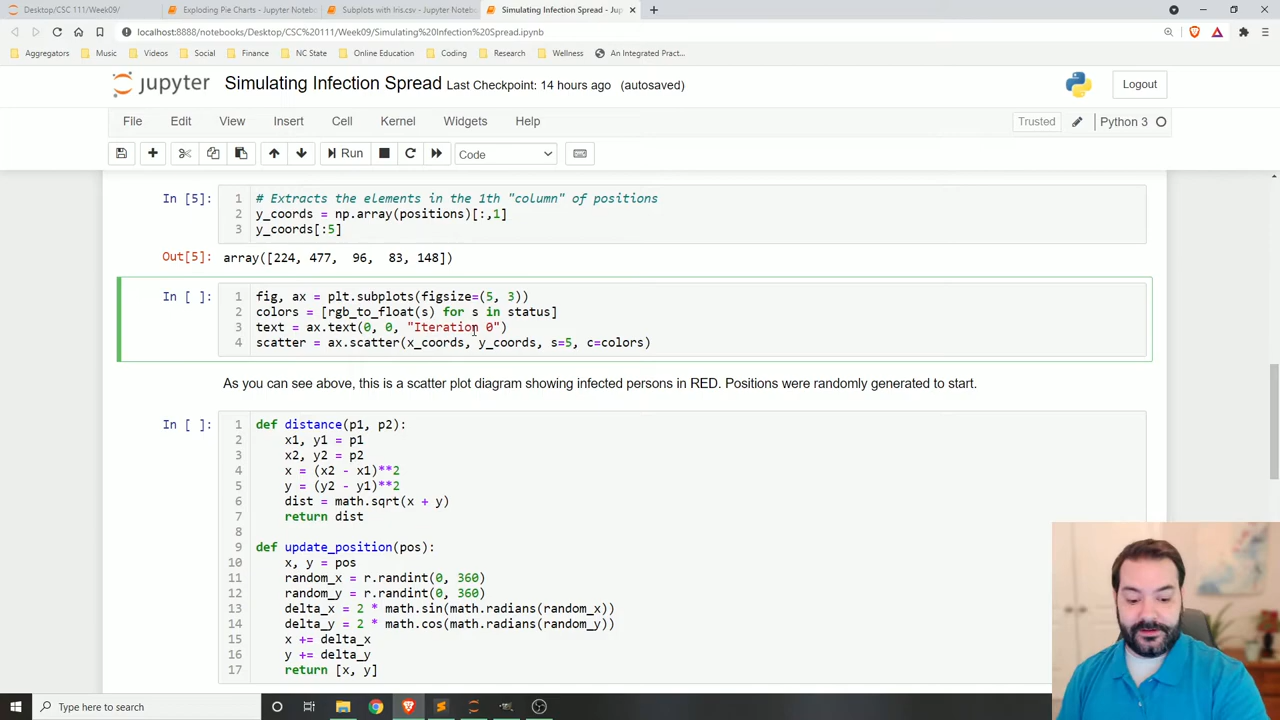 Desktop/CSC 111/Week09/
Exploding Pie Charts - Jupyter Noteb
Subplots with Iris.csv - Jupyter Noteb
Simulating Infection Spread - Jup
localhost:8888/notebooks/Desktop/CSC%20111/Week09/Simulating%20Infection%20Spread.ipynb
Aggregators Music Videos Social Finance NC State Online Education Coding Research Wellness An Integrated Pract...
jupyter Simulating Infection Spread Last Checkpoint: 14 hours ago (autosaved)
Logout
File Edit View Insert Cell Kernel Widgets Help
Trusted
Python 3
Run
Code
In [5]:
1 # Extracts the elements in the 1th "column" of positions
2 y_coords = np.array(positions)[:,1]
3 y_coords[:5]
Out[5]: array([224, 477,  96,  83, 148])
In [ ]:
1 fig, ax = plt.subplots(figsize=(5, 3))
2 colors = [rgb_to_float(s) for s in status]
3 text = ax.text(0, 0, "Iteration 0")
4 scatter = ax.scatter(x_coords, y_coords, s=5, c=colors)
As you can see above, this is a scatter plot diagram showing infected persons in RED. Positions were randomly generated to start.
In [ ]:
1 def distance(p1, p2):
2     x1, y1 = p1
3     x2, y2 = p2
4     x = (x2 - x1)**2
5     y = (y2 - y1)**2
6     dist = math.sqrt(x + y)
7     return dist
8
9 def update_position(pos):
10     x, y = pos
11     random_x = r.randint(0, 360)
12     random_y = r.randint(0, 360)
13     delta_x = 2 * math.sin(math.radians(random_x))
14     delta_y = 2 * math.cos(math.radians(random_y))
15     x += delta_x
16     y += delta_y
17     return [x, y]
Type here to search